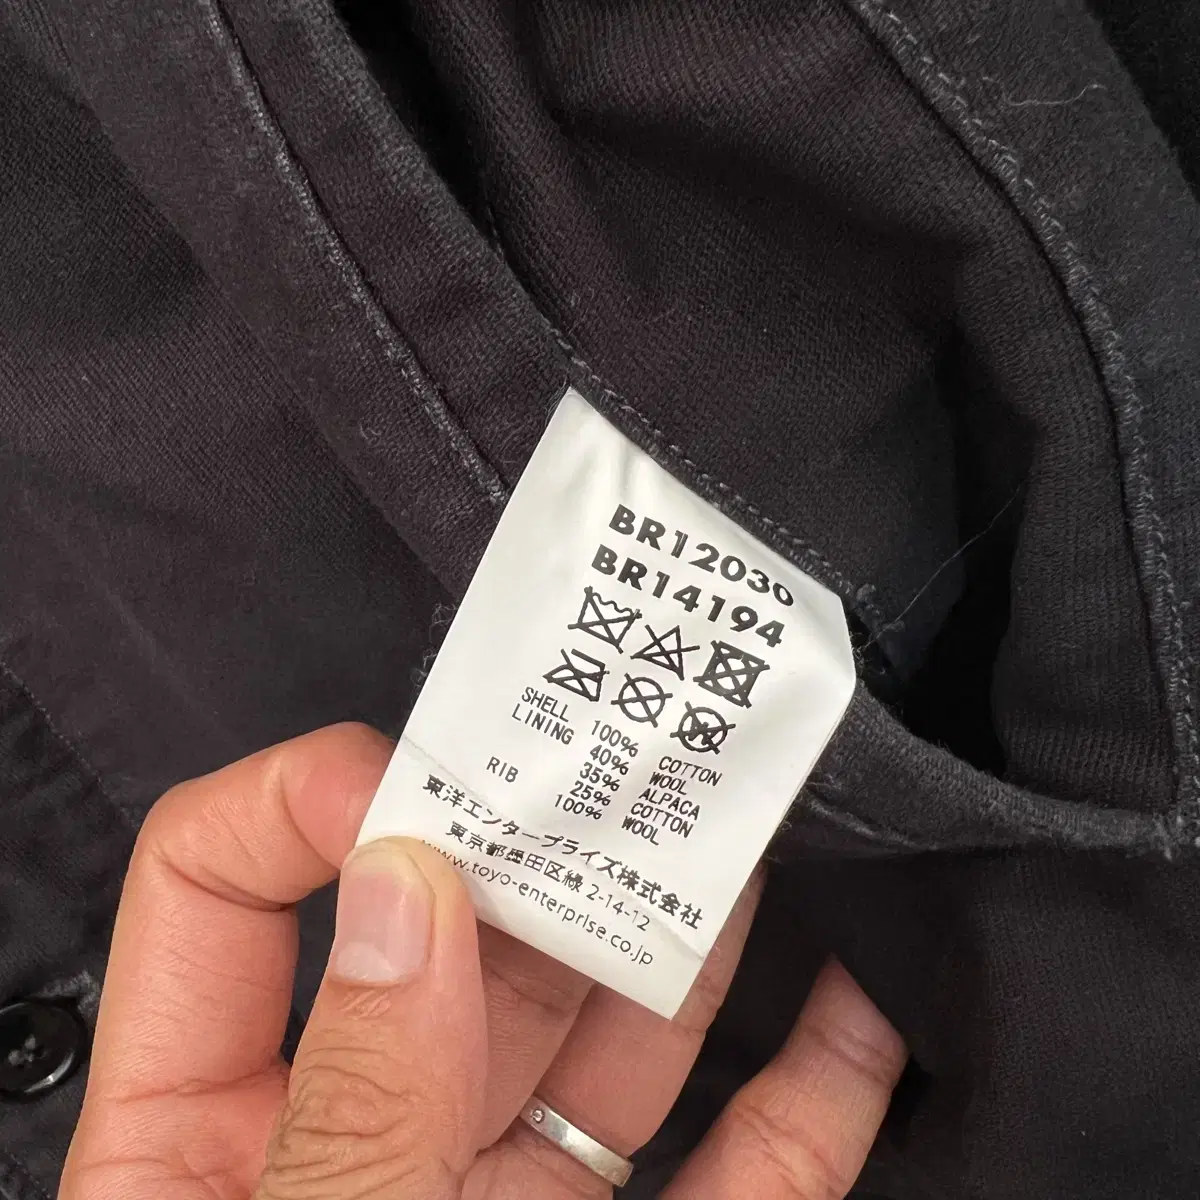 BR12030
BR14194
SHELL 100% COTTON
LINING 40% WOOL
35% ALPACA
25% COTTON
RIB 100% WOOL
東洋エンタープライズ株式会社
東京都墨田区緑 2-14-12
www.toyo-enterprise.co.jp